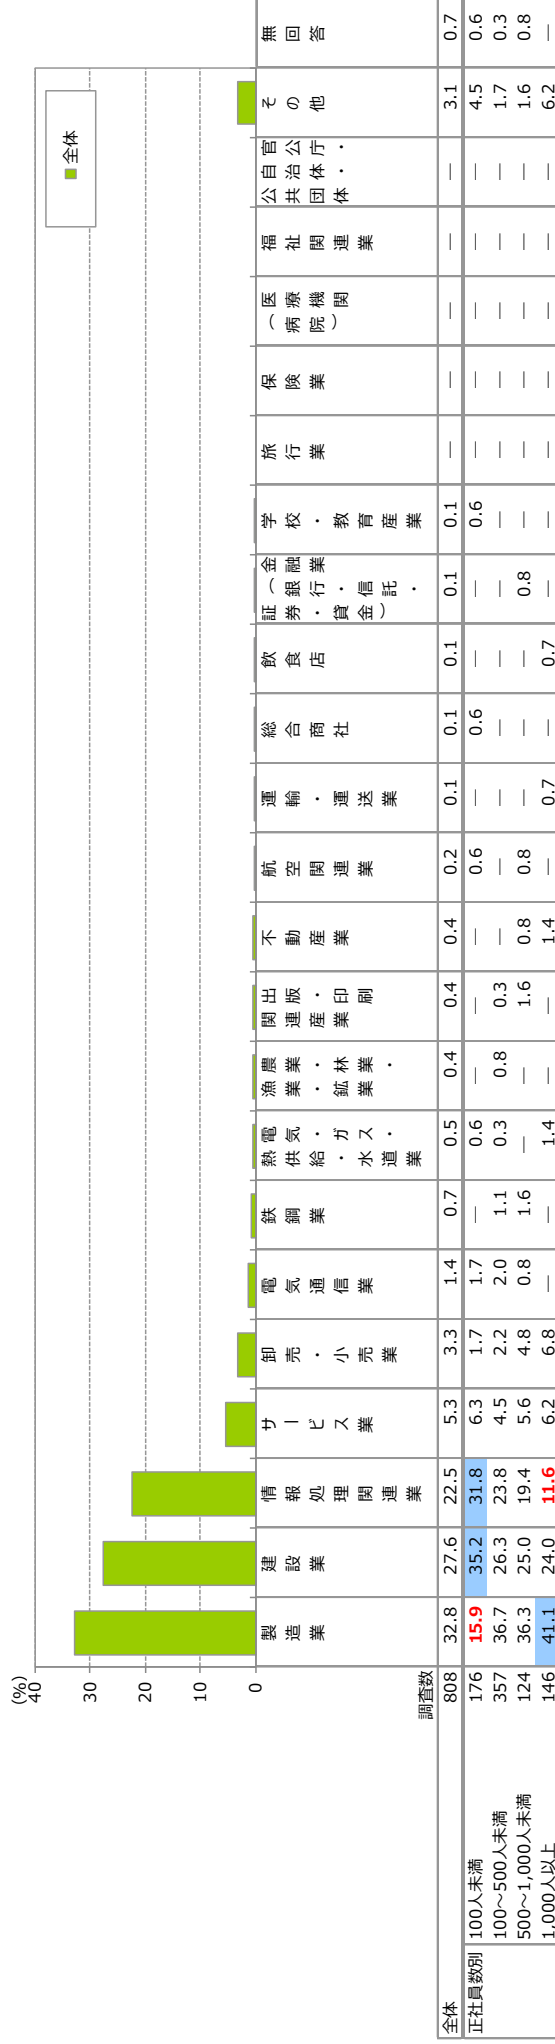 (%)
40
30
20
10
0
全体
調査数
製造業
建設業
情報処理関連業
サービス業
卸売・小売業
電気通信業
鉄鋼業
電気・ガス・
熱供給・水道業
農業・林業・
漁業・鉱業
出版・印刷
関連産業
不動産業
航空関連業
運輸・運送業
総合商社
飲食店
金融業
(銀行・信託・
証券・貸金)
学校・教育産業
旅行業
保険業
医療機関
(病院)
福祉関連業
官公庁・
自治体・
公共団体
その他
無回答
全体 808 32.8 27.6 22.5 5.3 3.3 1.4 0.7 0.5 0.4 0.4 0.4 0.2 0.1 0.1 0.1 0.1 0.1 — — — — — 3.1 0.7
正社員数別 100人未満 176 15.9 35.2 31.8 6.3 1.7 1.7 — 0.6 — — — 0.6 — 0.6 — — 0.6 — — — — — 4.5 0.6
100～500人未満 357 36.7 26.3 23.8 4.5 2.2 2.0 1.1 0.3 0.8 0.3 — — — — — — — — — — — — 1.7 0.3
500～1,000人未満 124 36.3 25.0 19.4 5.6 4.8 0.8 1.6 — — 1.6 0.8 0.8 — — — 0.8 — — — — — — 1.6 0.8
1,000人以上 146 41.1 24.0 11.6 6.2 6.8 — — 1.4 — — 1.4 — 0.7 — 0.7 — — — — — — — 6.2 —